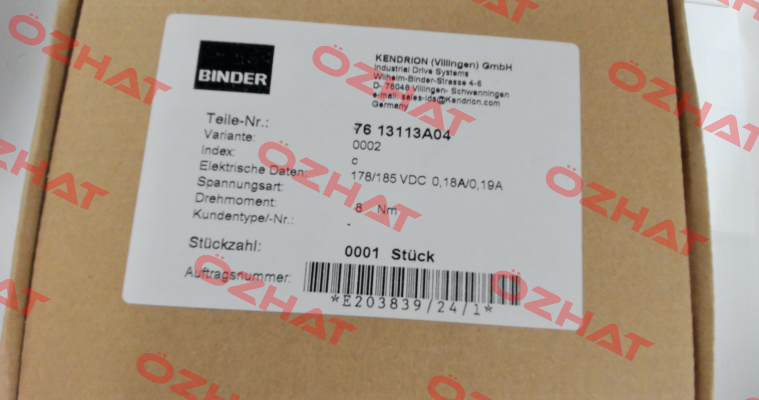 BINDER
KENDRION (Villingen) GmbH
Industrial Drive Systems
Wilhelm-Binder-Strasse 4-6
D- 78048 Villingen- Schwenningen
e-mail: sales-ids@Kendrion.com
Germany
Teile-Nr.: 76 13113A04
Variante: 0002
Index: c
Elektrische Daten: 178/185 VDC 0,18A/0,19A
Spannungsart:
Drehmoment: 8 Nm
Kundentype/-Nr.: -
Stückzahl: 0001 Stück
Auftragsnummer:
*E203839/24/1*
ÖZHAT
ÖZHAT
ÖZHAT
ÖZHAT
ÖZHAT
ÖZHAT
ÖZHAT
ÖZHAT
ÖZHAT
ÖZHAT